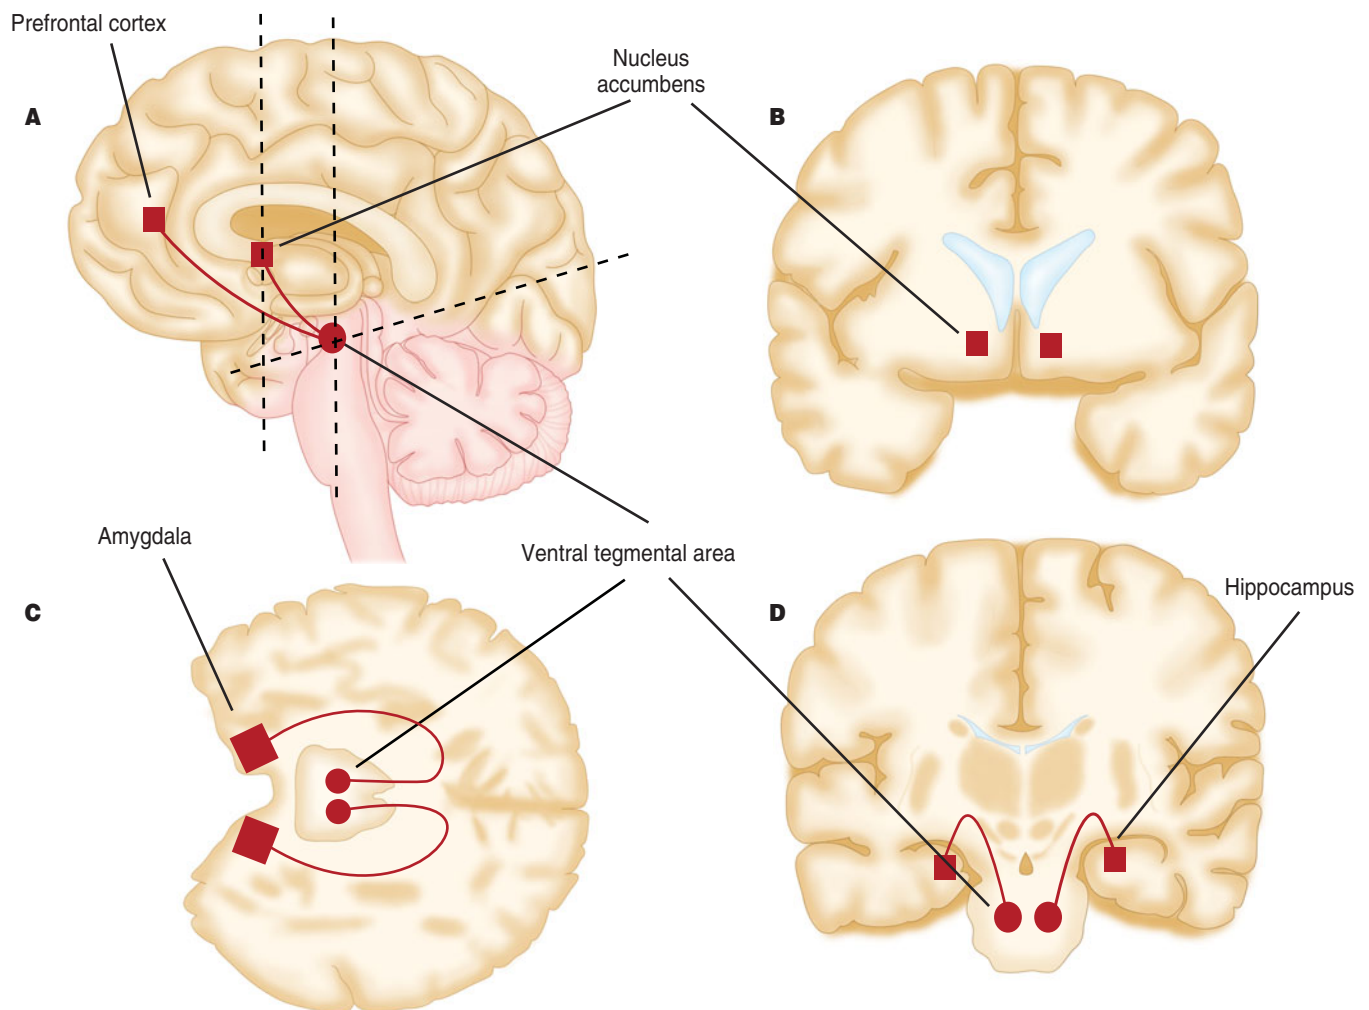 Prefrontal cortex
Nucleus
accumbens
A
B
Amygdala
Ventral tegmental area
Hippocampus
C
D